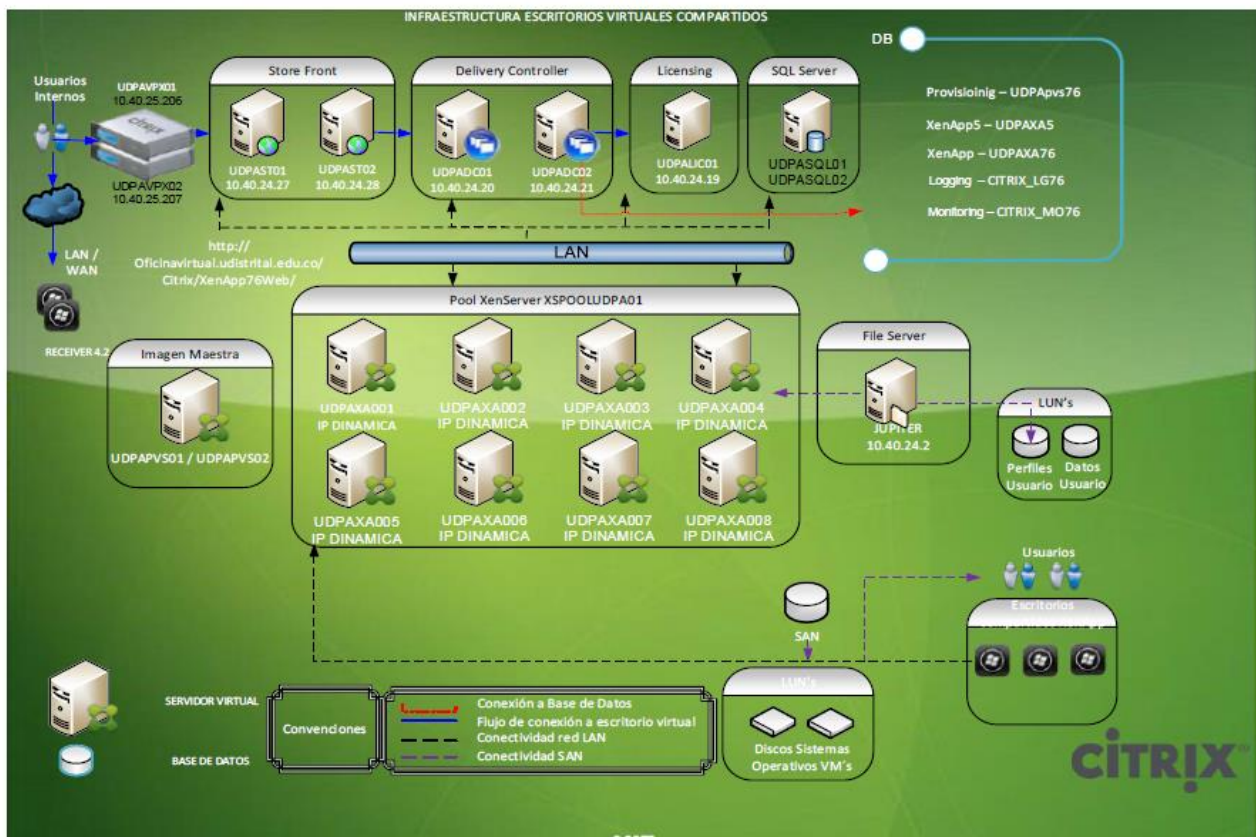 INFRAESTRUCTURA ESCRITORIOS VIRTUALES COMPARTIDOS
DB
Usuarios
Internos
UDPAVPX01
10.40.25.206
citrix
UDPAVPX02
10.40.25.207
Store Front
UDPAST01
10.40.24.27
UDPAST02
10.40.24.28
Delivery Controller
UDPADC01
10.40.24.20
UDPADC02
10.40.24.21
Licensing
UDPALIC01
10.40.24.19
SQL Server
UDPASQL01
UDPASQL02
Provisioinig – UDPApvs76
XenApp5 – UDPAXA5
XenApp – UDPAXA76
Logging – CITRIX_LG76
Monitoring – CITRIX_MO76
LAN /
WAN
http://
Oficinavirtual.udistrital.edu.co/
Citrix/XenApp76Web/
LAN
RECEIVER 4.2
Imagen Maestra
UDPAPVS01 / UDPAPVS02
Pool XenServer XSPOOLUDPA01
UDPAXA001
IP DINAMICA
UDPAXA002
IP DINAMICA
UDPAXA003
IP DINAMICA
UDPAXA004
IP DINAMICA
UDPAXA005
IP DINAMICA
UDPAXA006
IP DINAMICA
UDPAXA007
IP DINAMICA
UDPAXA008
IP DINAMICA
File Server
JUPITER
10.40.24.2
LUN's
Perfiles
Usuario
Datos
Usuario
Usuarios
Escritorios
SAN
LUN's
Discos Sistemas
Operativos VM´s
SERVIDOR VIRTUAL
BASE DE DATOS
Convenciones
Conexión a Base de Datos
Flujo de conexión a escritorio virtual
Conectividad red LAN
Conectividad SAN
CITRIX